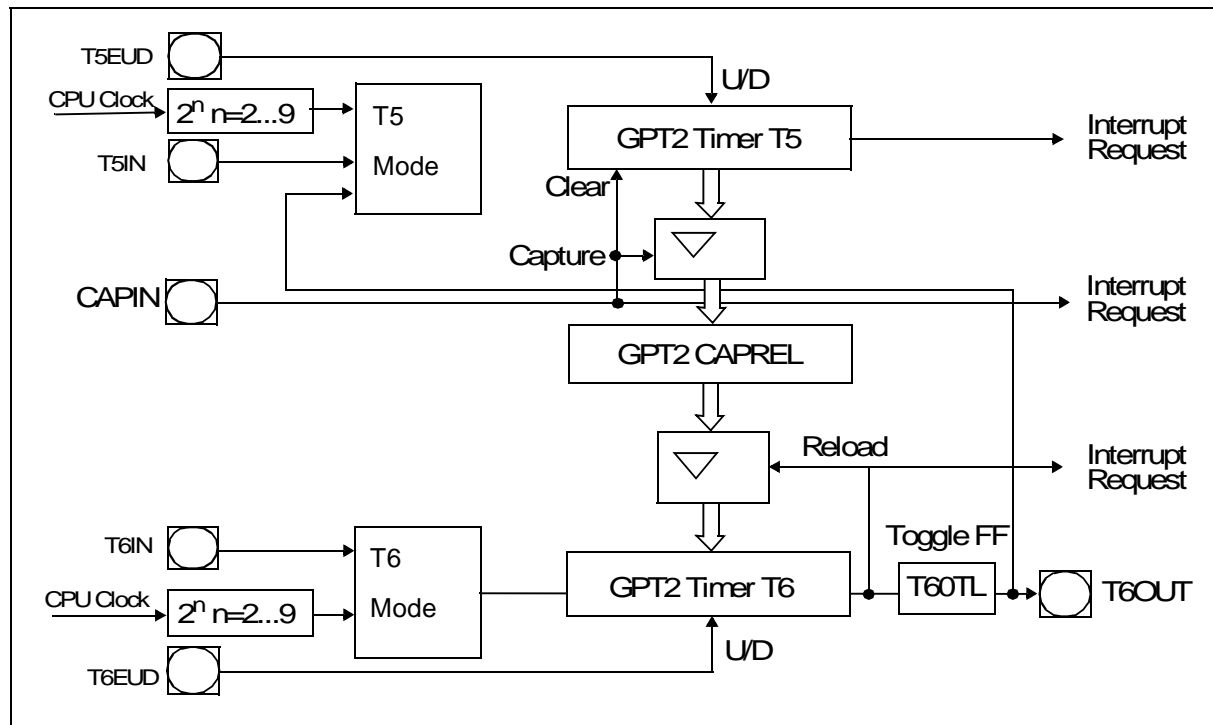 T5EUD
U/D
CPU Clock
2ⁿ n=2...9
T5
Mode
GPT2 Timer T5
Interrupt
Request
T5IN
Clear
Capture
CAPIN
Interrupt
Request
GPT2 CAPREL
Reload
Interrupt
Request
T6IN
T6
Mode
Toggle FF
GPT2 Timer T6
T60TL
T6OUT
CPU Clock
2ⁿ n=2...9
U/D
T6EUD